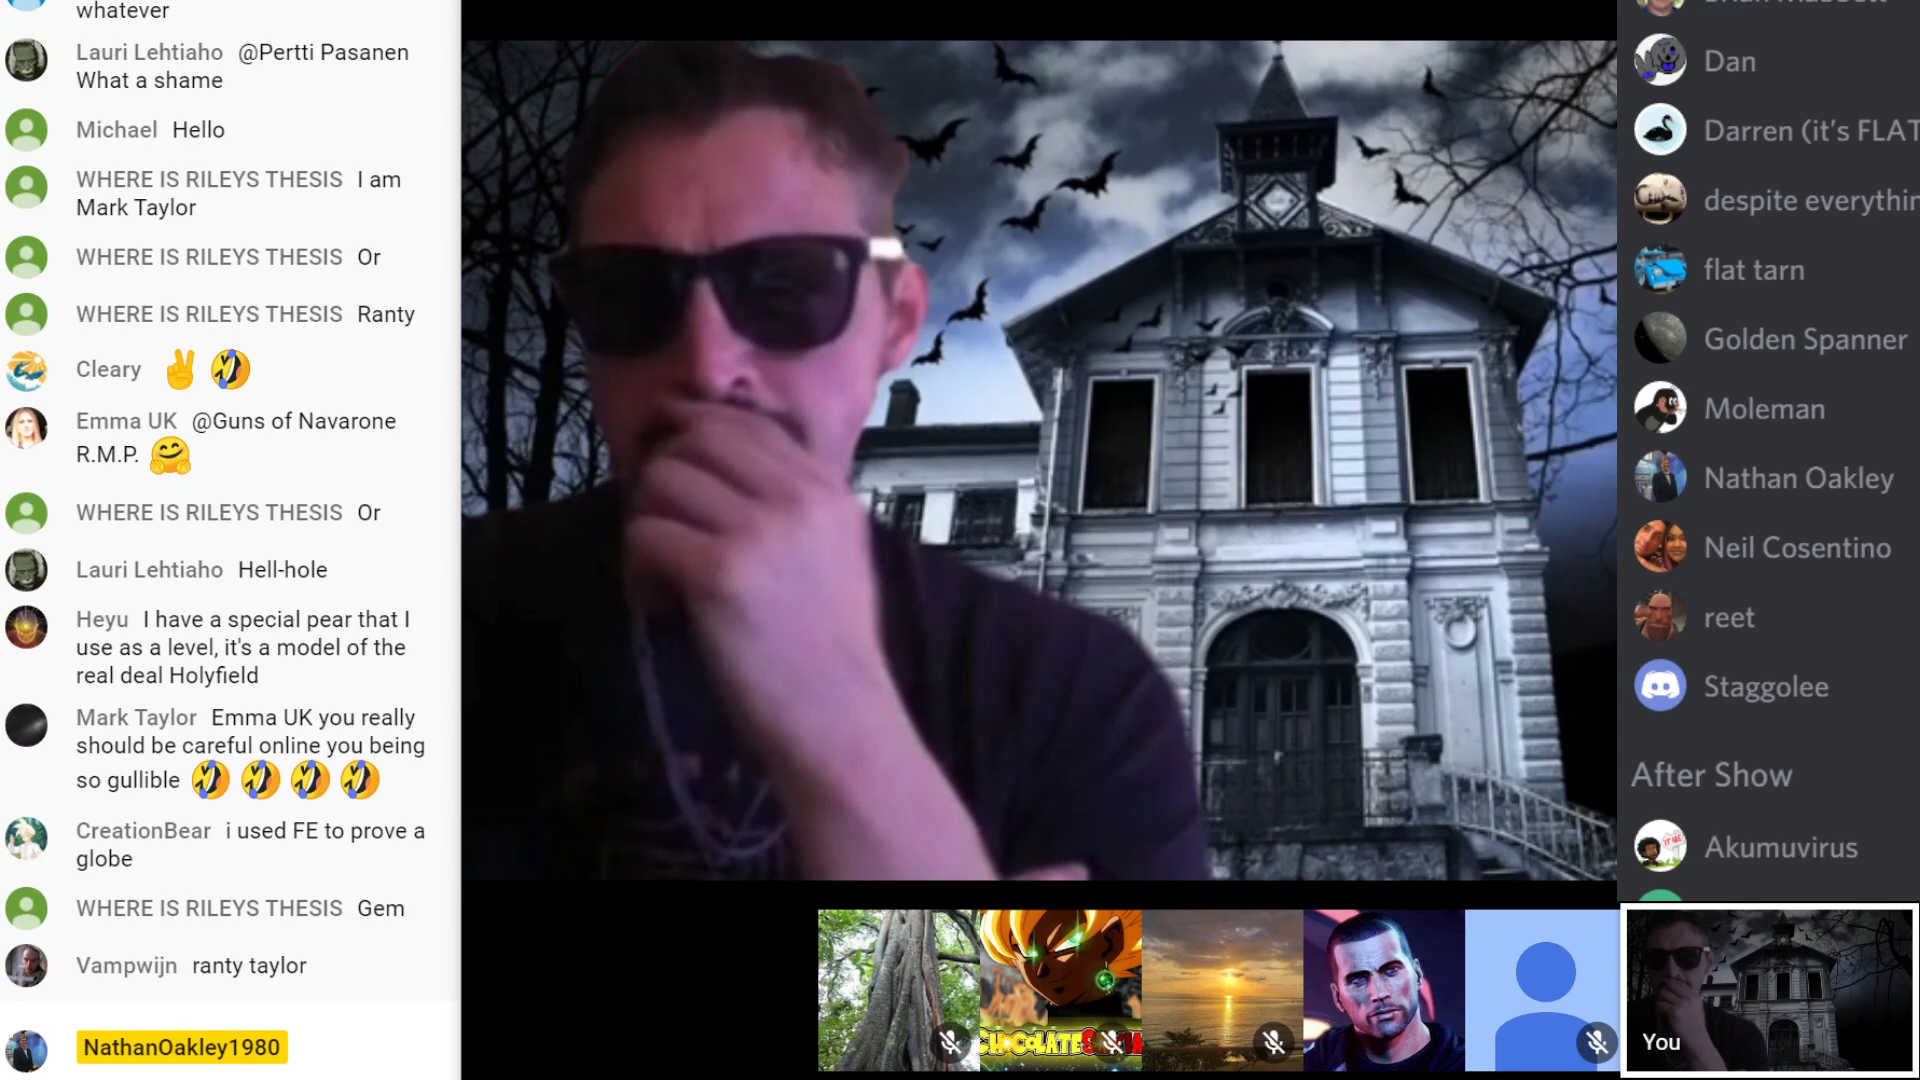 whatever
Lauri Lehtiaho @Pertti Pasanen
What a shame
Michael Hello
WHERE IS RILEYS THESIS I am
Mark Taylor
WHERE IS RILEYS THESIS Or
WHERE IS RILEYS THESIS Ranty
Cleary ✌️ 🤣
Emma UK @Guns of Navarone
R.M.P. 🤗
WHERE IS RILEYS THESIS Or
Lauri Lehtiaho Hell-hole
Heyu I have a special pear that I
use as a level, it's a model of the
real deal Holyfield
Mark Taylor Emma UK you really
should be careful online you being
so gullible 🤣 🤣 🤣 🤣
CreationBear i used FE to prove a
globe
WHERE IS RILEYS THESIS Gem
Vampwijn ranty taylor
NathanOakley1980
Dan
Darren (it's FLAT
despite everythin
flat tarn
Golden Spanner
Moleman
Nathan Oakley
Neil Cosentino
reet
Staggolee
After Show
Akumuvirus
You